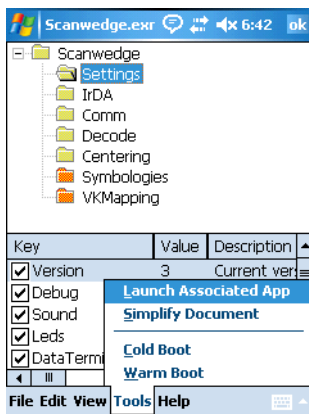 Scanwedge.exr 6:42 ok
Scanwedge
Settings
IrDA
Comm
Decode
Centering
Symbologies
VKMapping
Key Value Description
Version 3 Current ver
Debug
Sound
Leds
DataTermi
Launch Associated App
Simplify Document
Cold Boot
Warm Boot
File Edit View Tools Help